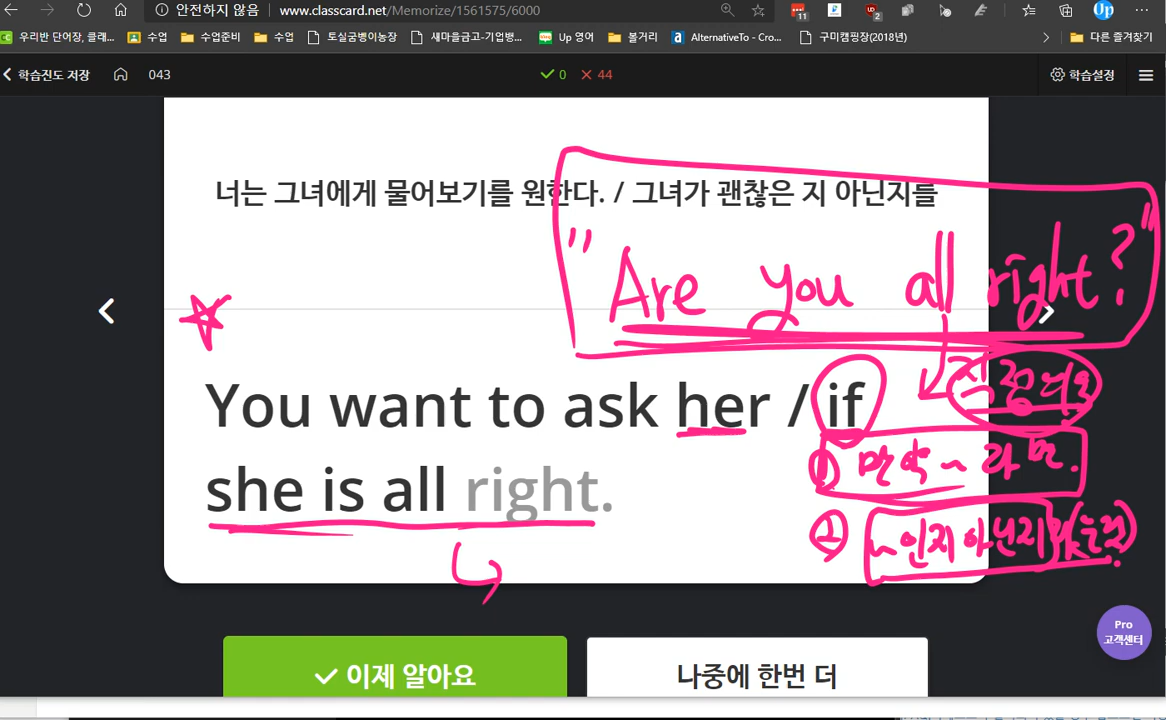 안전하지 않음 www.classcard.net/Memorize/1561575/6000 11 2 Up
우리반 단어장, 클래... 수업 수업준비 수업 토실굼벵이농장 새마을금고-기업뱅... Up 영어 볼거리 AlternativeTo - Cro... 구미캠핑장(2018년) 다른 즐겨찾기
학습진도 저장 043 0 44 학습설정
너는 그녀에게 물어보기를 원한다. / 그녀가 괜찮은 지 아닌지를
"Are you all right?"
You want to ask her / if
she is all right.
① 만약 ~ 라면.
② ~인지 아닌지
Pro
고객센터
이제 알아요 나중에 한번 더